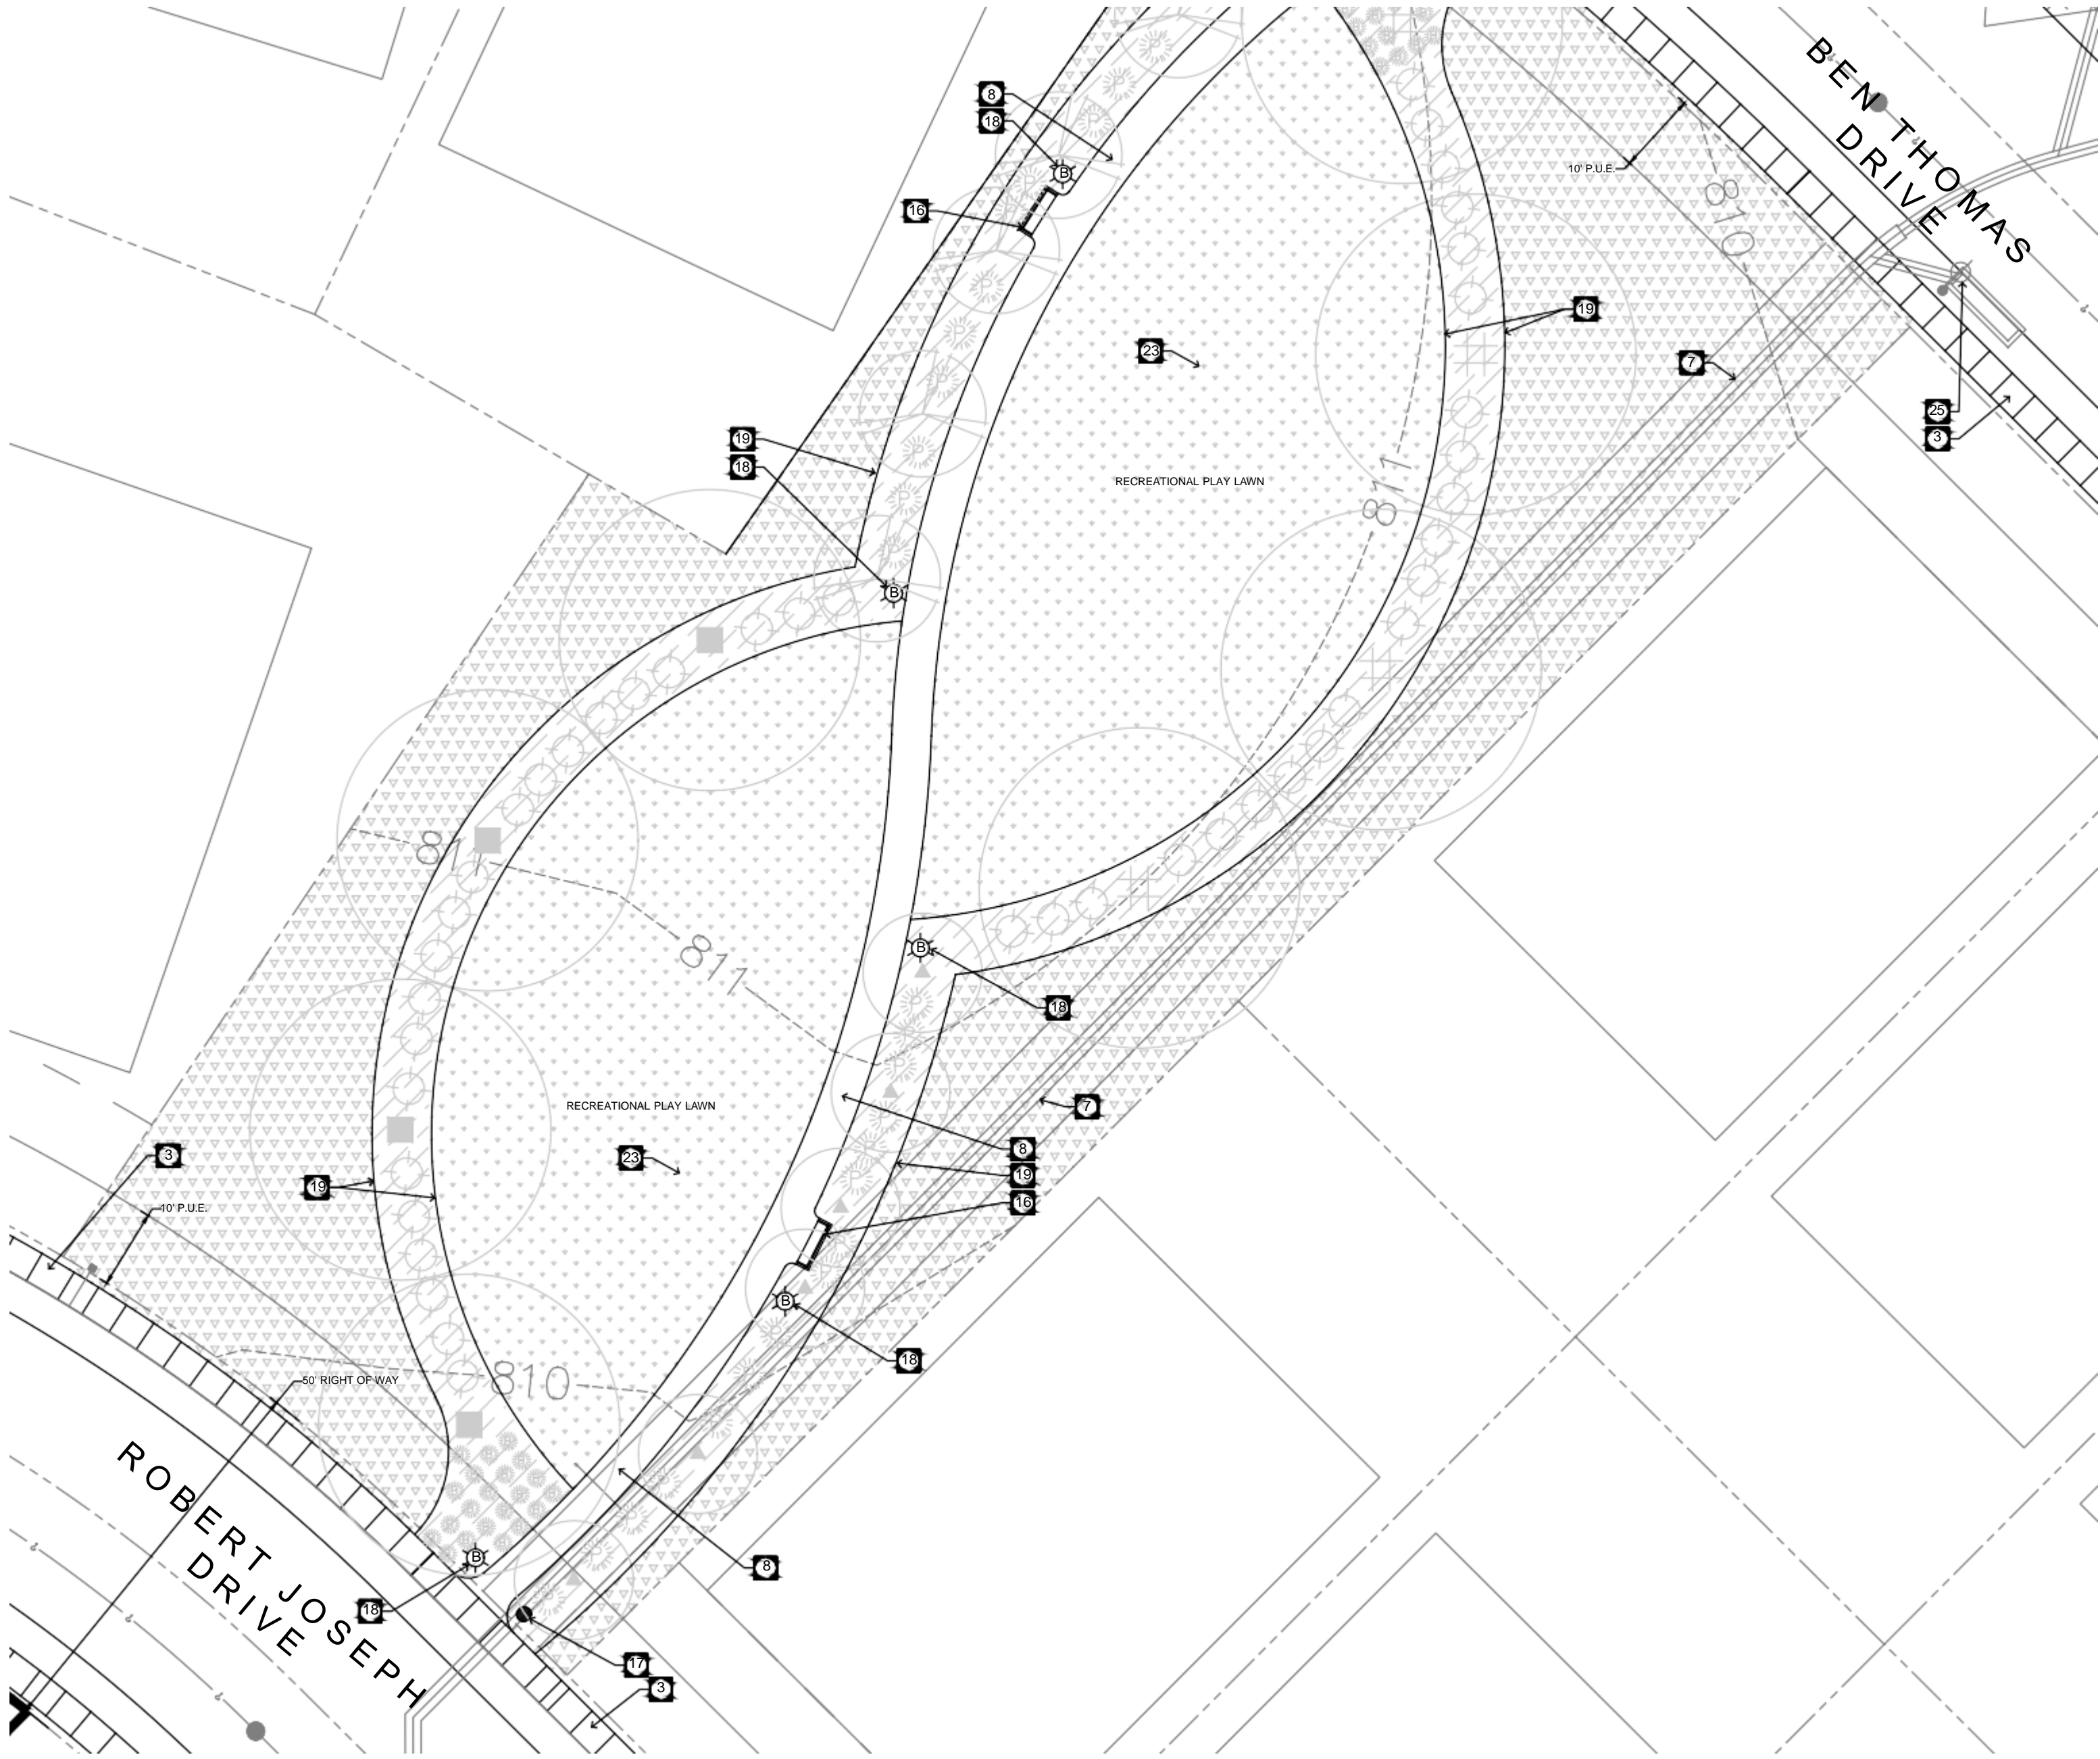 BEN THOMAS
DRIVE
8
18
B
10' P.U.E.
810
16
19
23
7
25
3
19
18
RECREATIONAL PLAY LAWN
811
B
811
811
B
18
RECREATIONAL PLAY LAWN
7
8
19
16
3
23
19
10' P.U.E.
B
18
50' RIGHT OF WAY
810
ROBERT JOSEPH
DRIVE
B
8
18
17
3